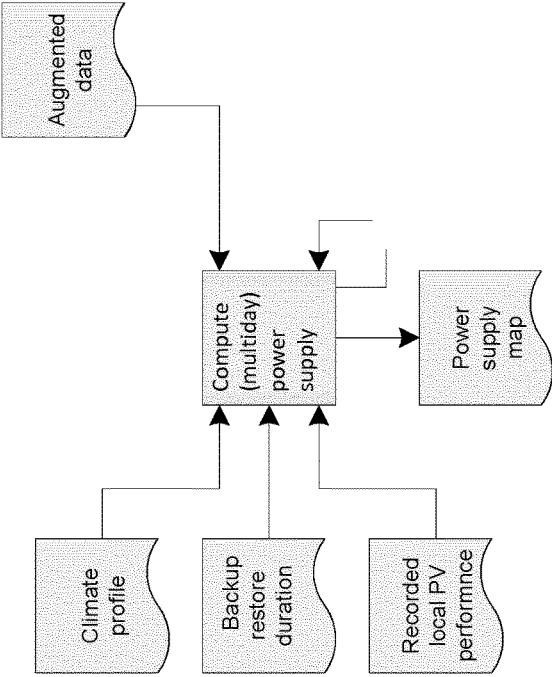 Climate
profile
Backup
restore
duration
Recorded
local PV
performnce
Compute
(multiday)
power
supply
Power
supply
map
Augmented
data